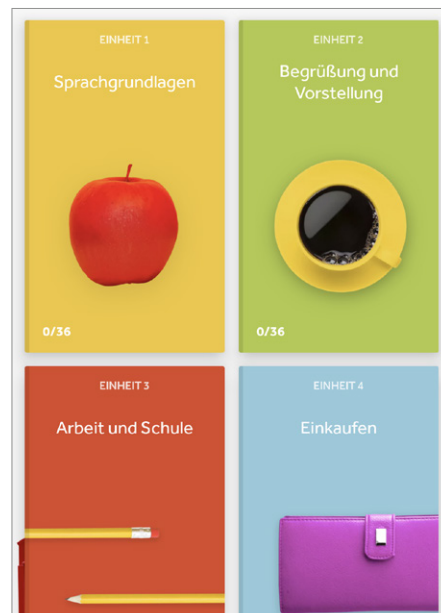 EINHEIT 1
Sprachgrundlagen
0/36
EINHEIT 2
Begrüßung und
Vorstellung
0/36
EINHEIT 3
Arbeit und Schule
EINHEIT 4
Einkaufen